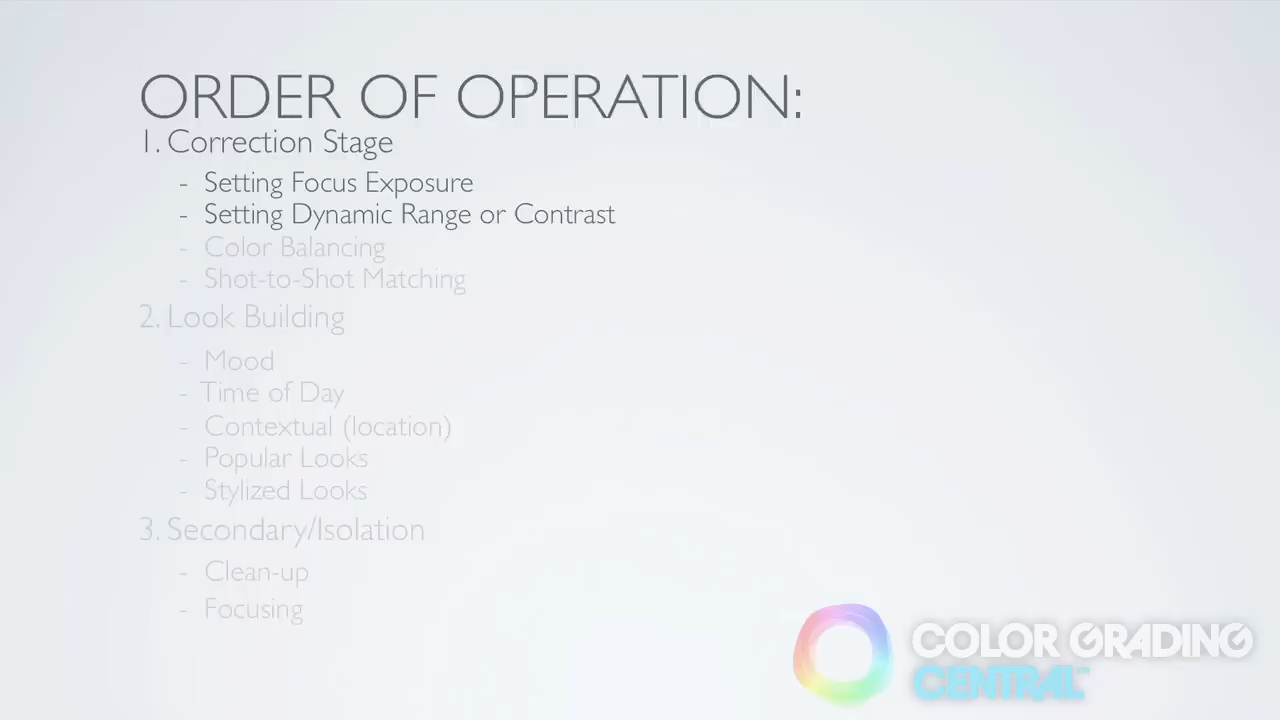 ORDER OF OPERATION:
1. Correction Stage
- Setting Focus Exposure
- Setting Dynamic Range or Contrast
- Color Balancing
- Shot-to-Shot Matching
2. Look Building
- Mood
- Time of Day
- Contextual (location)
- Popular Looks
- Stylized Looks
3. Secondary/Isolation
- Clean-up
- Focusing
COLOR GRADING
CENTRAL™